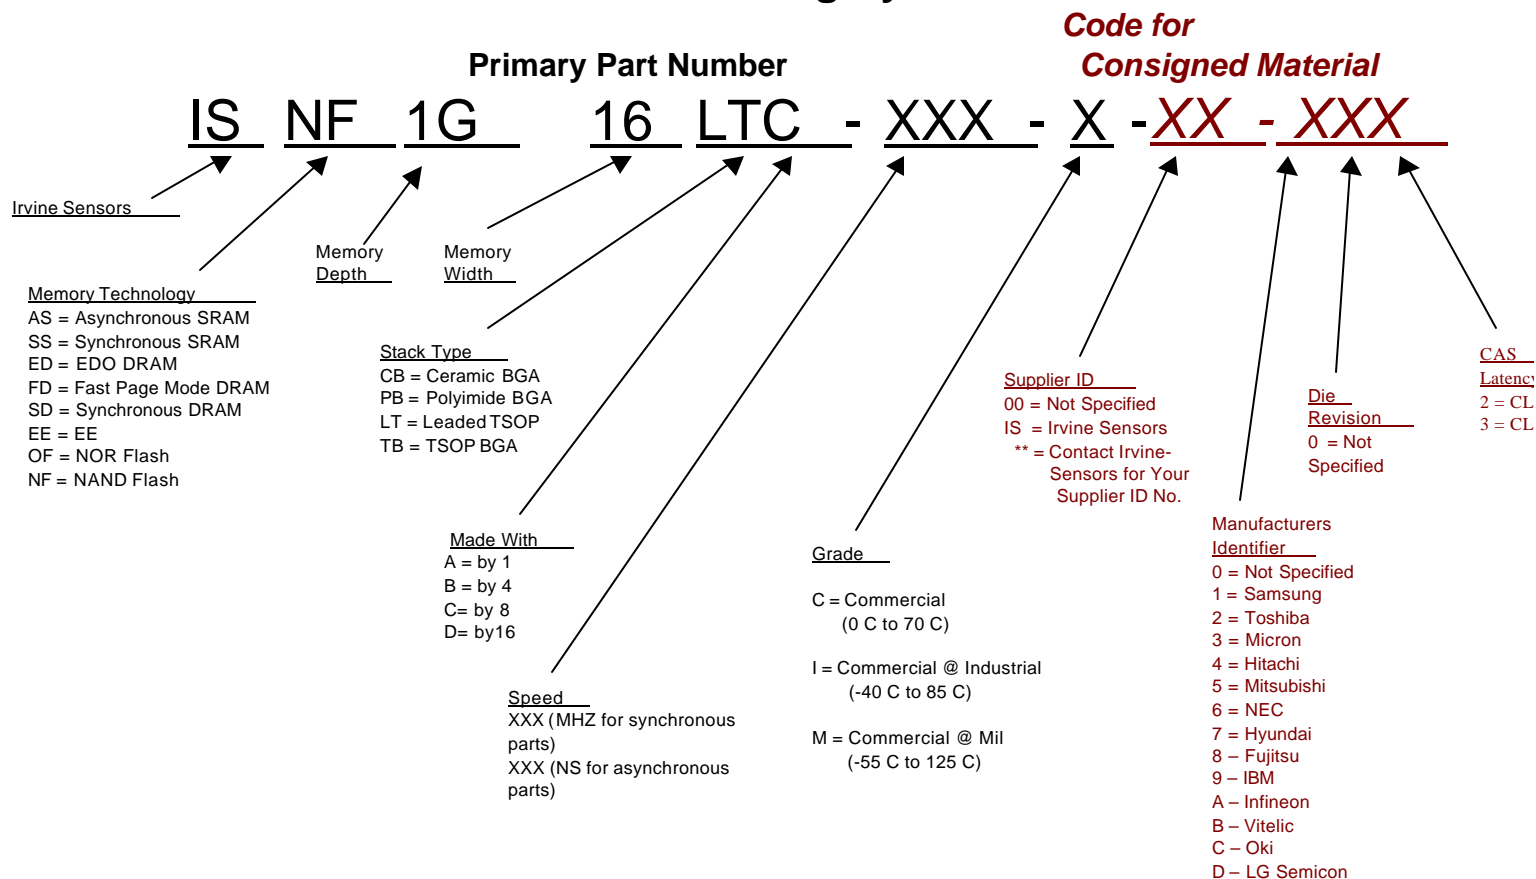 Code for
Primary Part Number
Consigned Material
IS NF 1G 16 LTC - XXX - X - XX - XXX
Irvine Sensors
Memory
Depth
Memory
Width
Memory Technology
AS = Asynchronous SRAM
SS = Synchronous SRAM
ED = EDO DRAM
FD = Fast Page Mode DRAM
SD = Synchronous DRAM
EE = EE
OF = NOR Flash
NF = NAND Flash
Stack Type
CB = Ceramic BGA
PB = Polyimide BGA
LT = Leaded TSOP
TB = TSOP BGA
Made With
A = by 1
B = by 4
C= by 8
D= by16
Speed
XXX (MHZ for synchronous
parts)
XXX (NS for asynchronous
parts)
Grade
C = Commercial
(0 C to 70 C)
I = Commercial @ Industrial
(-40 C to 85 C)
M = Commercial @ Mil
(-55 C to 125 C)
Supplier ID
00 = Not Specified
IS = Irvine Sensors
** = Contact Irvine-
Sensors for Your
Supplier ID No.
Manufacturers
Identifier
0 = Not Specified
1 = Samsung
2 = Toshiba
3 = Micron
4 = Hitachi
5 = Mitsubishi
6 = NEC
7 = Hyundai
8 – Fujitsu
9 – IBM
A – Infineon
B – Vitelic
C – Oki
D – LG Semicon
Die
Revision
0 = Not
Specified
CAS
Latency
2 = CL
3 = CL